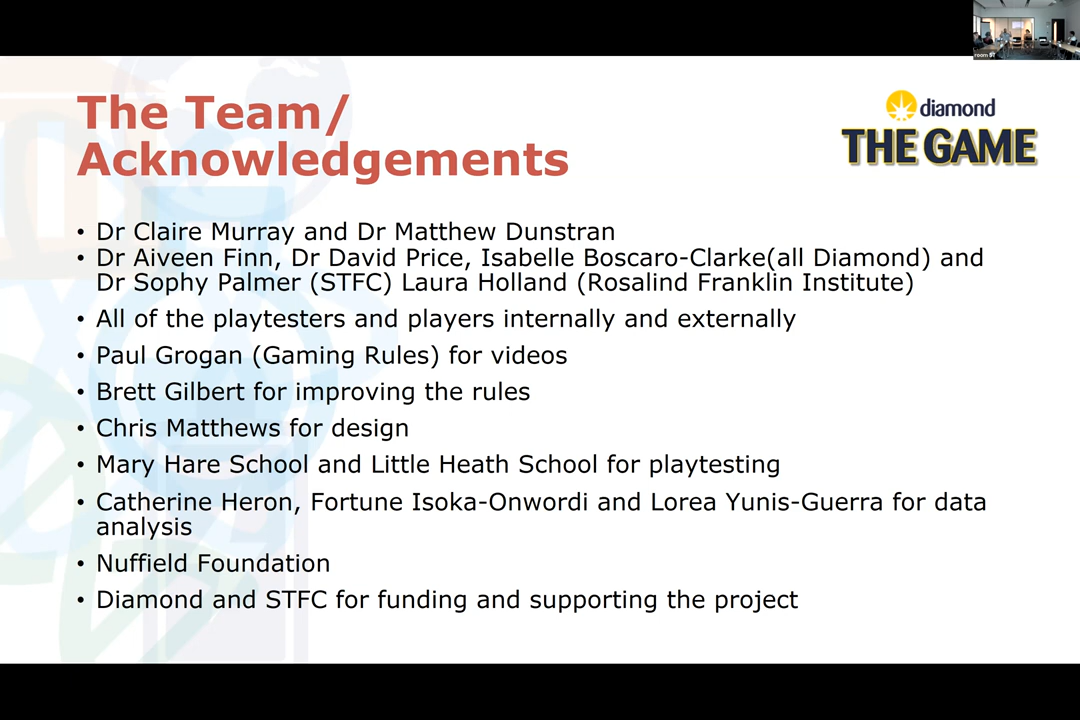 room 51
diamond
THE GAME
The Team/
Acknowledgements
• Dr Claire Murray and Dr Matthew Dunstran
• Dr Aiveen Finn, Dr David Price, Isabelle Boscaro-Clarke(all Diamond) and
Dr Sophy Palmer (STFC) Laura Holland (Rosalind Franklin Institute)
• All of the playtesters and players internally and externally
• Paul Grogan (Gaming Rules) for videos
• Brett Gilbert for improving the rules
• Chris Matthews for design
• Mary Hare School and Little Heath School for playtesting
• Catherine Heron, Fortune Isoka-Onwordi and Lorea Yunis-Guerra for data
analysis
• Nuffield Foundation
• Diamond and STFC for funding and supporting the project